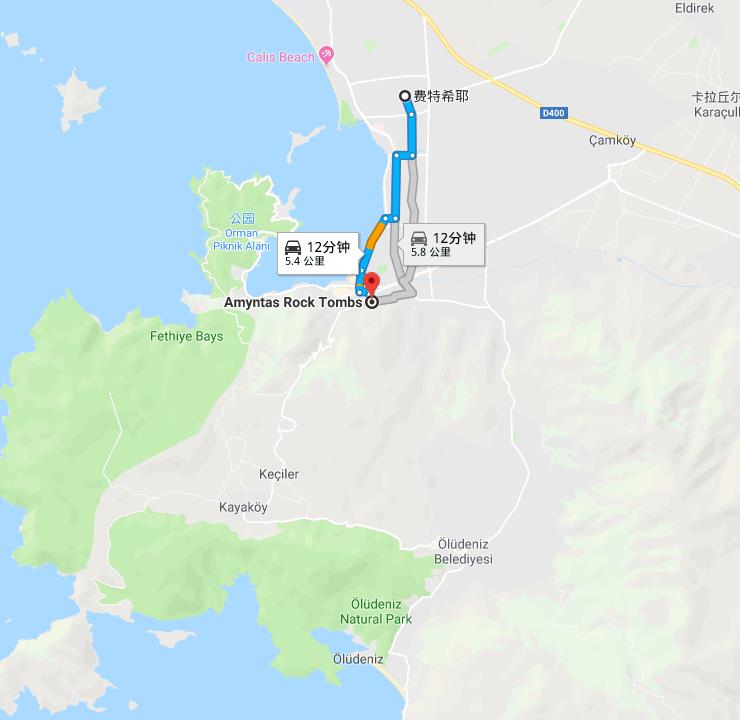 Eldirek
Calis Beach
费特希耶
卡拉丘尔
Karaçull
D400
Çamköy
公园
Orman
Piknik Alanı
12分钟
5.4 公里
12分钟
5.8 公里
Amyntas Rock Tombs
Fethiye Bays
Keçiler
Kayaköy
Ölüdeniz
Belediyesi
Ölüdeniz
Natural Park
Ölüdeniz